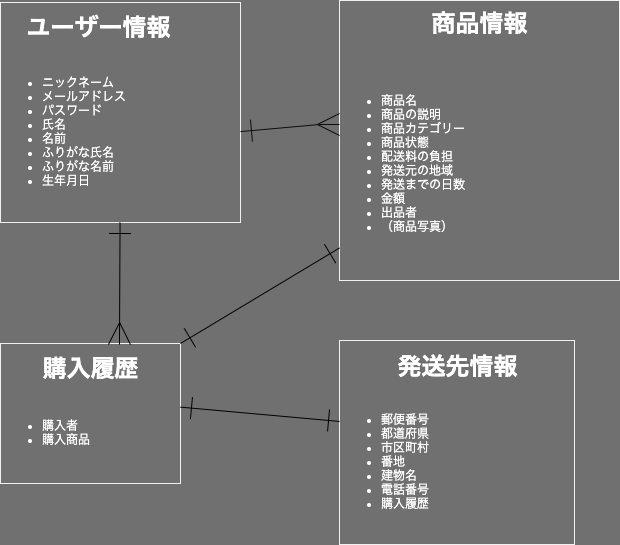 ユーザー情報
ニックネーム
メールアドレス
パスワード
氏名
名前
ふりがな氏名
ふりがな名前
生年月日
商品情報
商品名
商品の説明
商品カテゴリー
商品状態
配送料の負担
発送元の地域
発送までの日数
金額
出品者
（商品写真）
購入履歴
購入者
購入商品
発送先情報
郵便番号
都道府県
市区町村
番地
建物名
電話番号
購入履歴